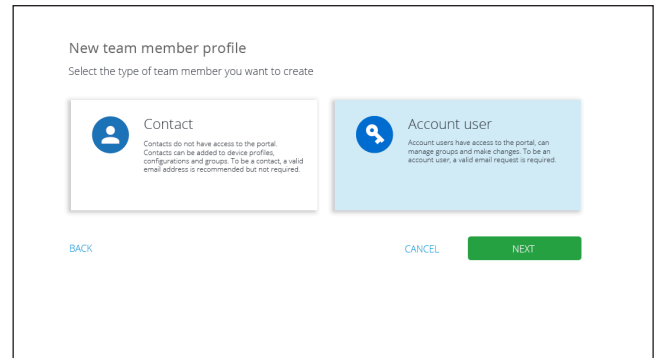 New team member profile
Select the type of team member you want to create
Contact
Contacts do not have access to the portal.
Contacts can be added to device profiles,
configurations and groups. To be a contact, a valid
email address is recommended but not required.
Account user
Account users have access to the portal, can
manage groups and make changes. To be an
account user, a valid email request is required.
BACK
CANCEL
NEXT